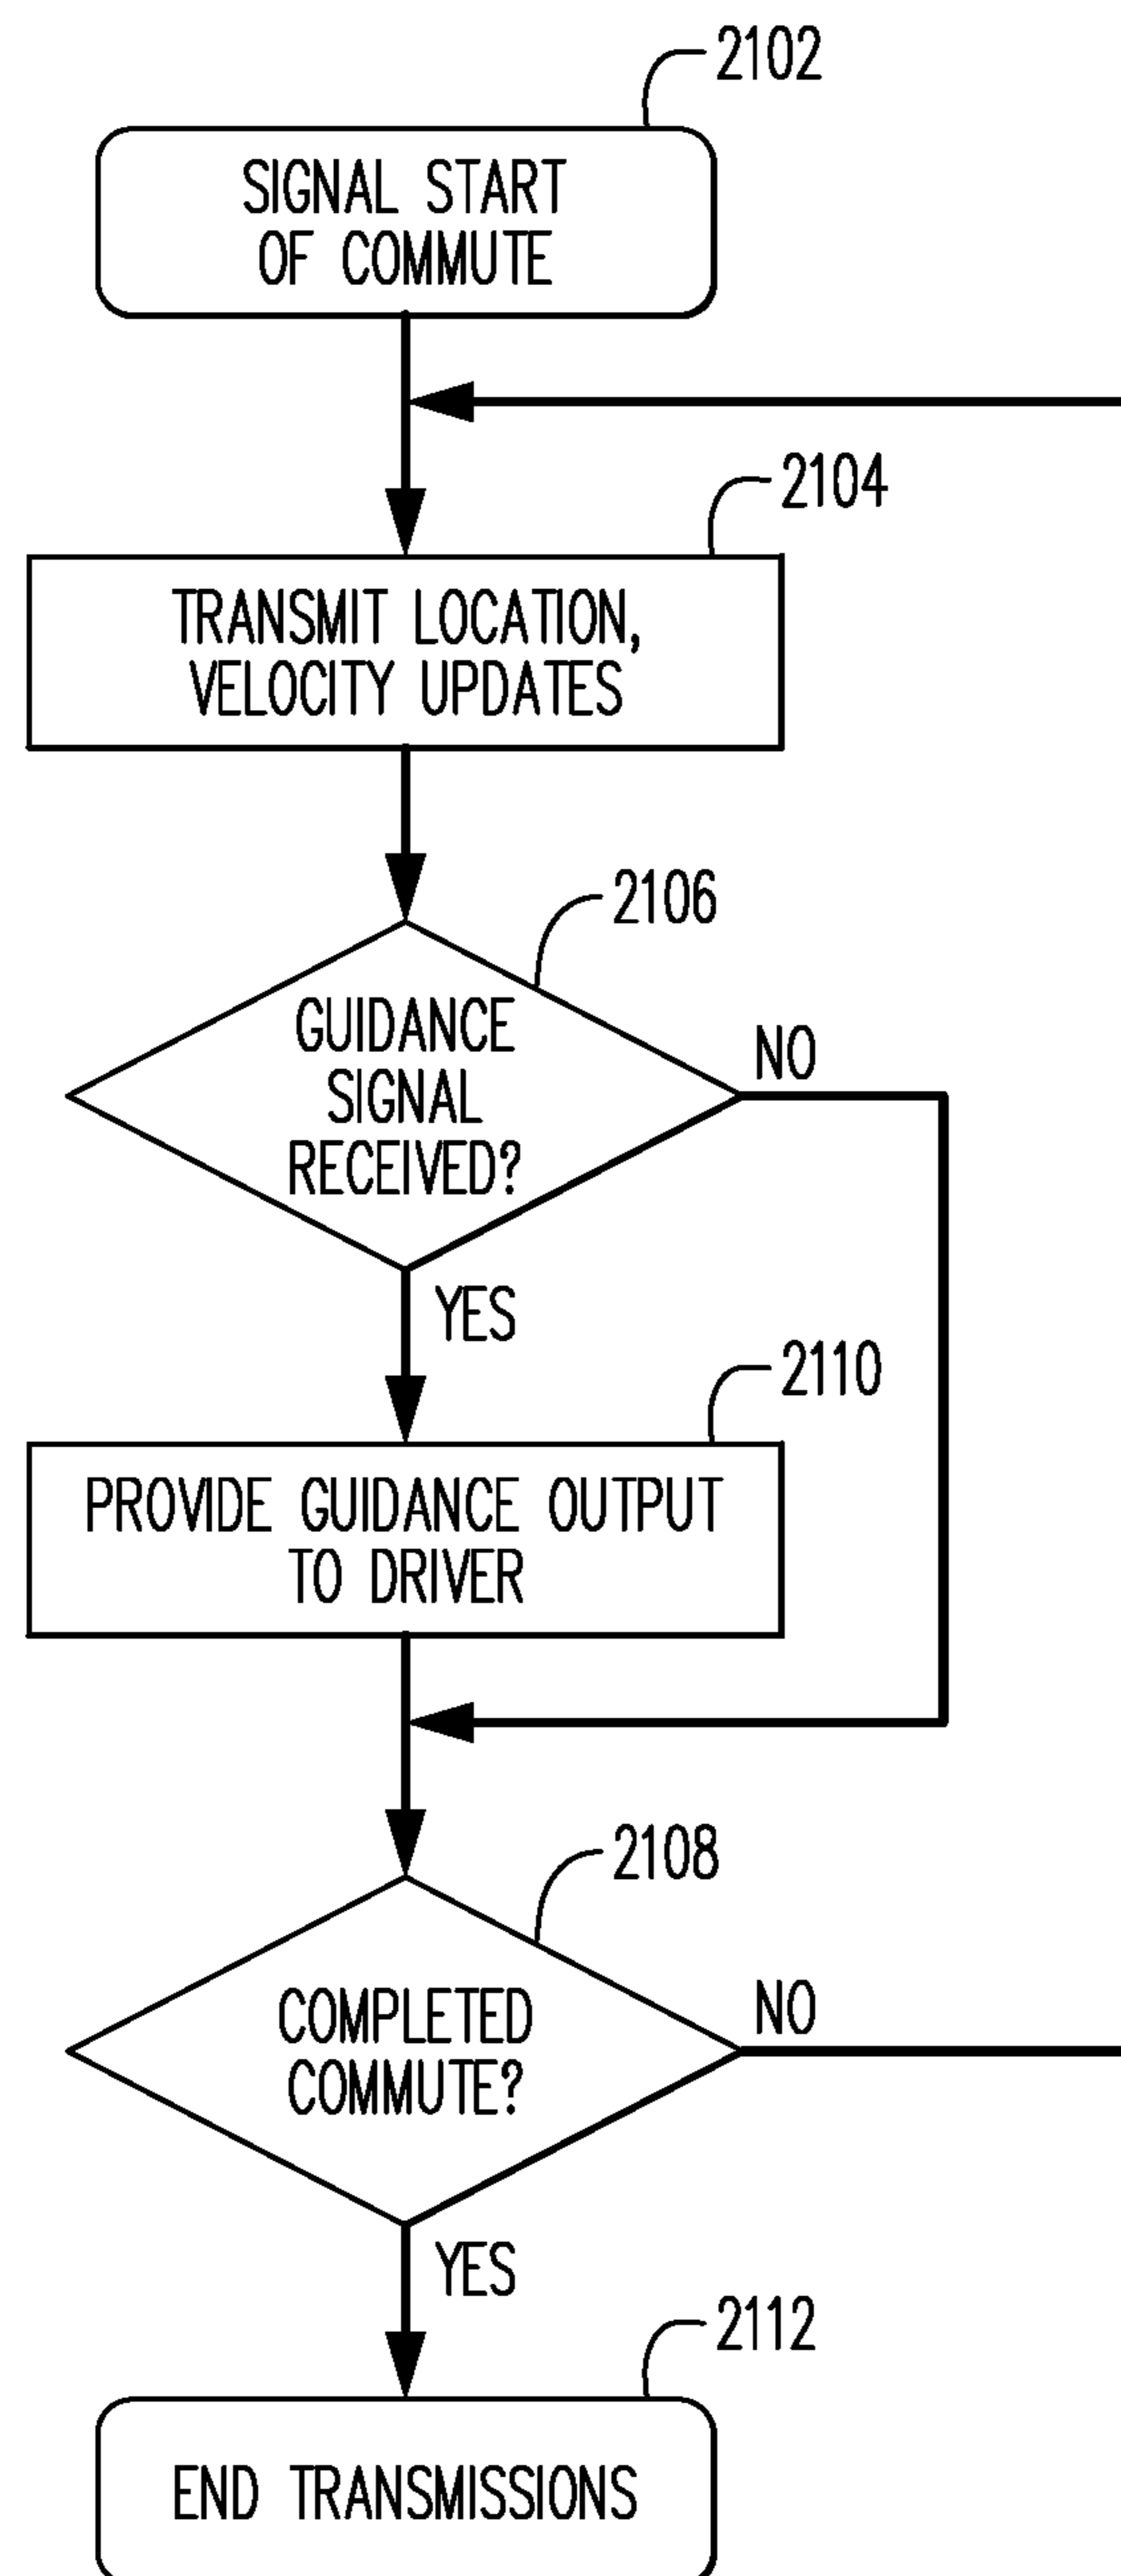 2102
SIGNAL START
OF COMMUTE
2104
TRANSMIT LOCATION,
VELOCITY UPDATES
2106
GUIDANCE
SIGNAL
RECEIVED?
NO
YES
2110
PROVIDE GUIDANCE OUTPUT
TO DRIVER
2108
COMPLETED
COMMUTE?
NO
YES
2112
END TRANSMISSIONS